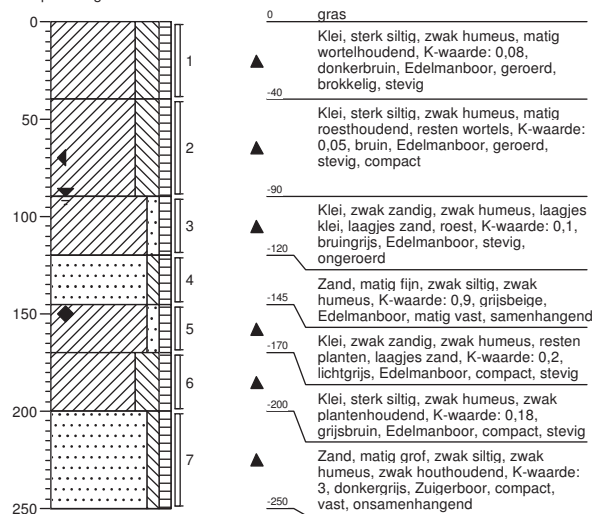 0
gras
Klei, sterk siltig, zwak humeus, matig
wortelhoudend, K-waarde: 0,08,
donkerbruin, Edelmanboor, geroerd,
brokkelig, stevig
-40
Klei, sterk siltig, zwak humeus, matig
roesthoudend, resten wortels, K-waarde:
0,05, bruin, Edelmanboor, geroerd,
stevig, compact
-90
Klei, zwak zandig, zwak humeus, laagjes
klei, laagjes zand, roest, K-waarde: 0,1,
bruingrijs, Edelmanboor, stevig,
ongeroerd
-120
Zand, matig fijn, zwak siltig, zwak
humeus, K-waarde: 0,9, grijsbeige,
Edelmanboor, matig vast, samenhangend
-145
Klei, zwak zandig, zwak humeus, resten
planten, laagjes zand, K-waarde: 0,2,
lichtgrijs, Edelmanboor, compact, stevig
-170
Klei, sterk siltig, zwak humeus, zwak
plantenhoudend, K-waarde: 0,18,
grijsbruin, Edelmanboor, compact, stevig
-200
Zand, matig grof, zwak siltig, zwak
humeus, zwak houthoudend, K-waarde:
3, donkergrijs, Zuigerboor, compact,
vast, onsamenhangend
-250
0
50
100
150
200
250
1
2
3
4
5
6
7